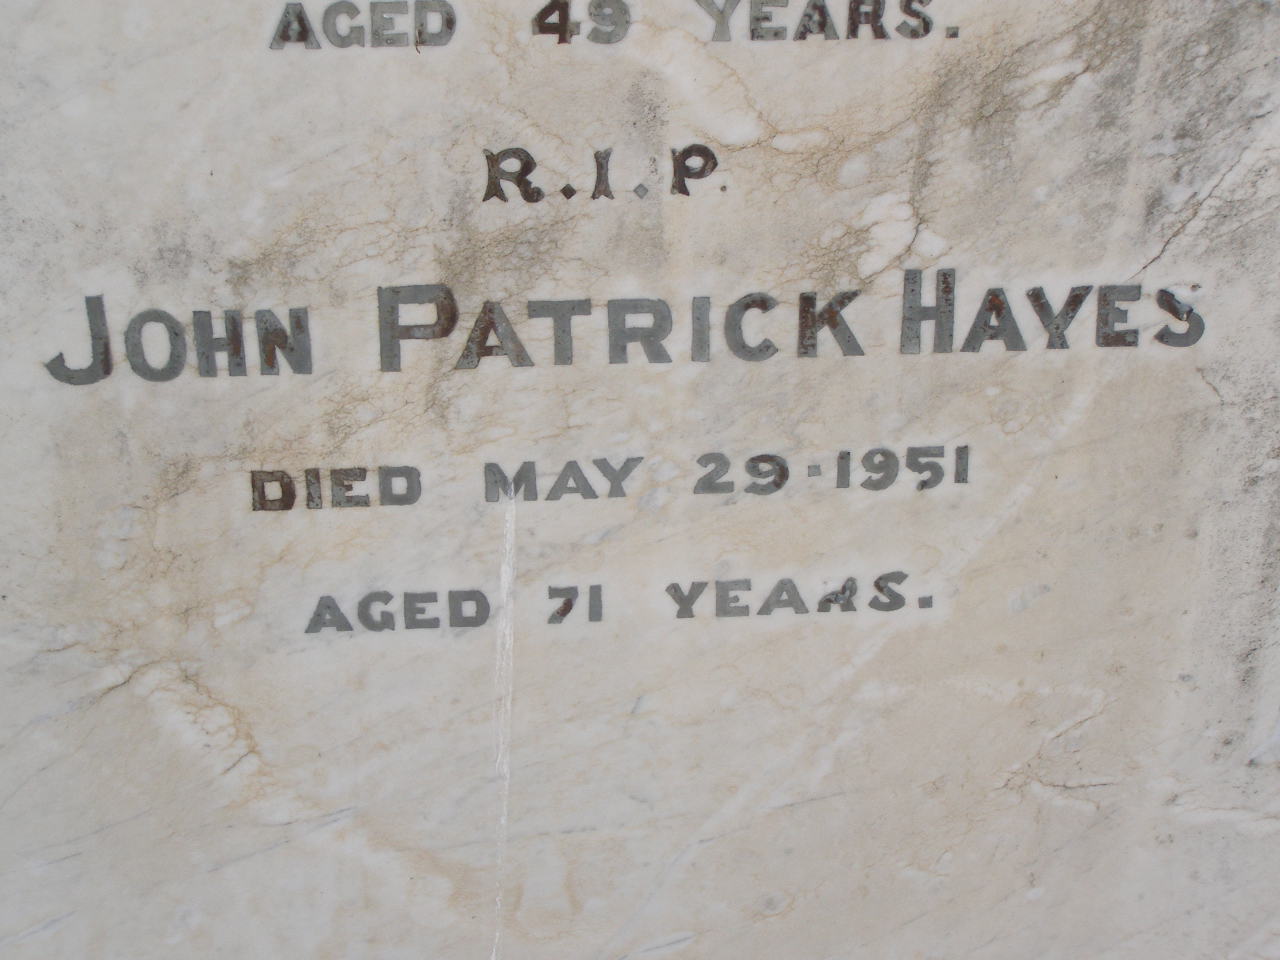 AGED 49 YEARS.
R.I.P.
JOHN PATRICK HAYES
DIED MAY 29·1951
AGED 71 YEARS.